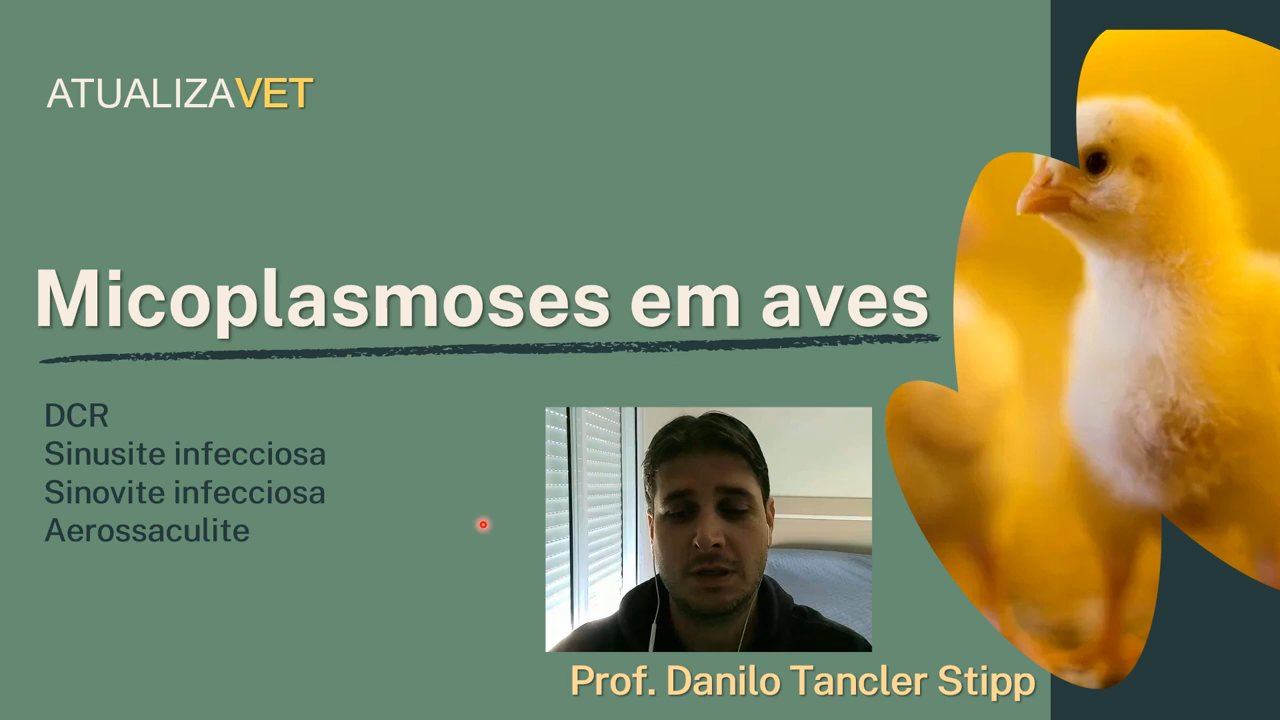 ATUALIZAVET
Micoplasmoses em aves
DCR
Sinusite infecciosa
Sinovite infecciosa
Aerossaculite
Prof. Danilo Tancler Stipp